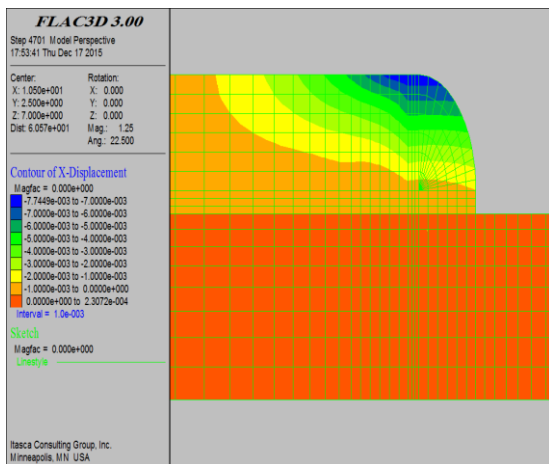 FLAC3D 3.00
Step 4701 Model Perspective
17:53:41 Thu Dec 17 2015
Center: Rotation:
X: 1.050e+001 X: 0.000
Y: 2.500e+000 Y: 0.000
Z: 7.000e+000 Z: 0.000
Dist: 6.057e+001 Mag.: 1.25
Ang.: 22.500
Contour of X-Displacement
Magfac = 0.000e+000
-7.7449e-003 to -7.0000e-003
-7.0000e-003 to -6.0000e-003
-6.0000e-003 to -5.0000e-003
-5.0000e-003 to -4.0000e-003
-4.0000e-003 to -3.0000e-003
-3.0000e-003 to -2.0000e-003
-2.0000e-003 to -1.0000e-003
-1.0000e-003 to 0.0000e+000
0.0000e+000 to 2.3072e-004
Interval = 1.0e-003
Sketch
Magfac = 0.000e+000
Linestyle
Itasca Consulting Group, Inc.
Minneapolis, MN USA